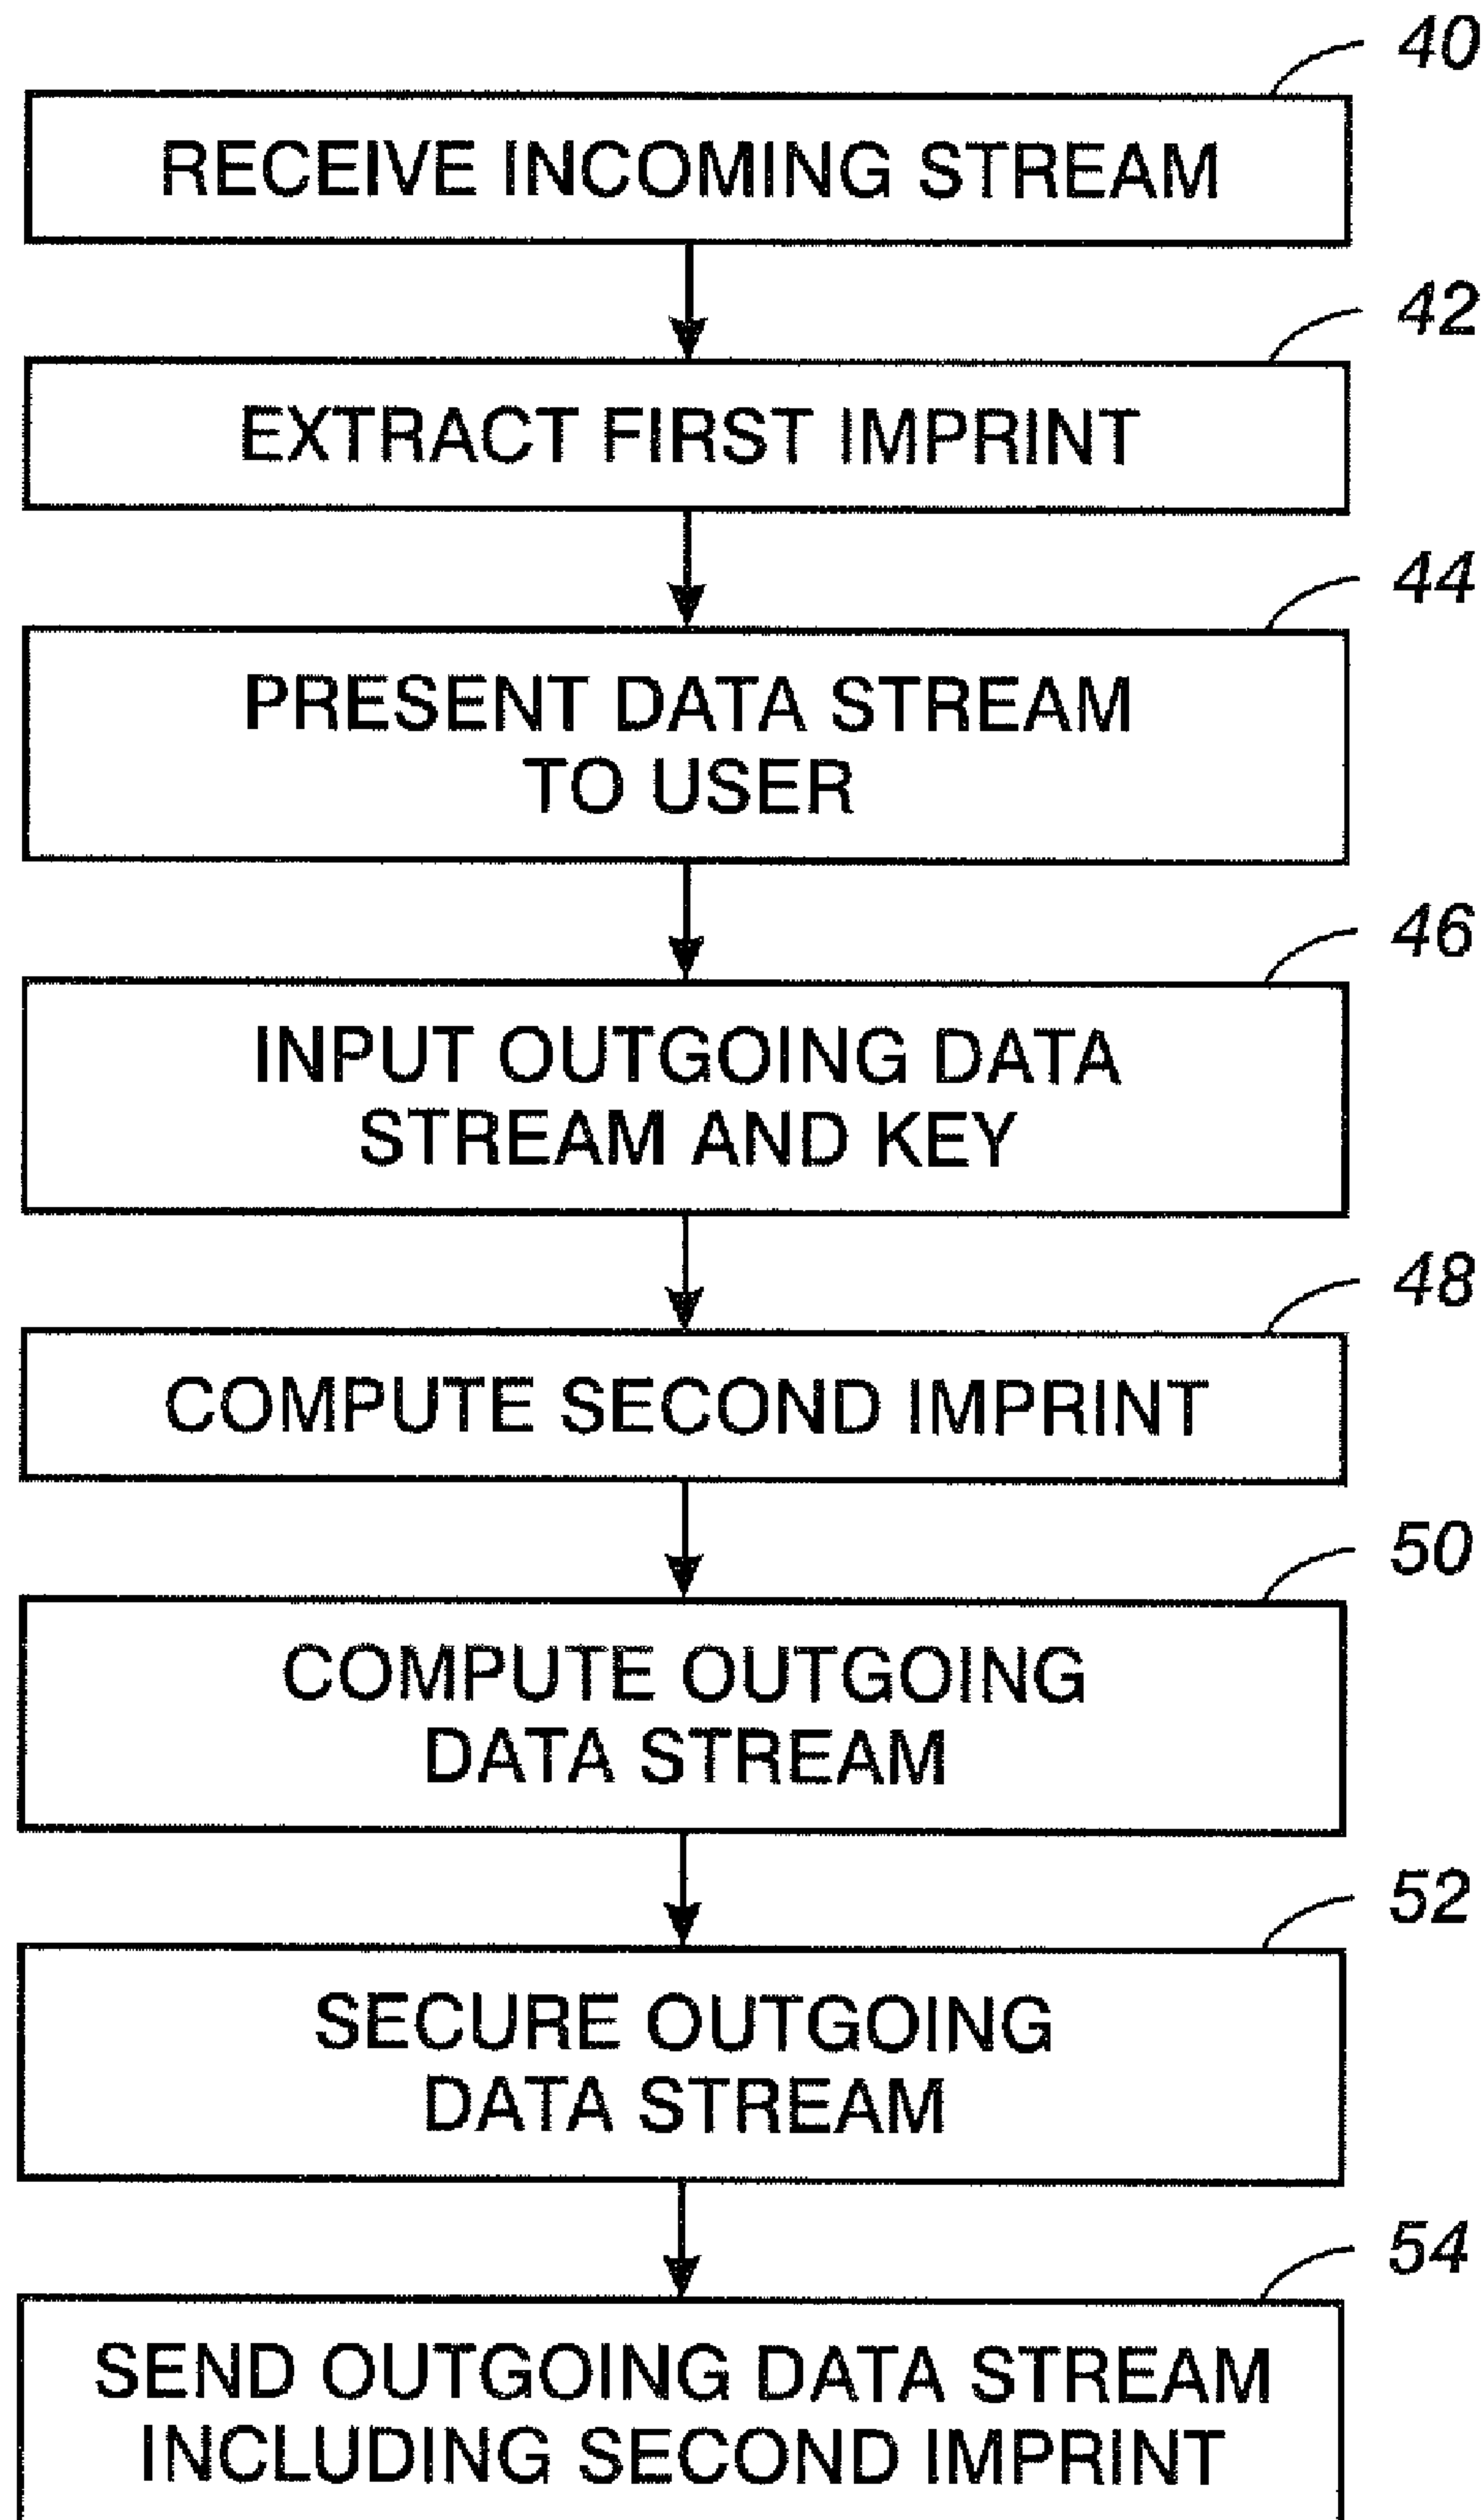 40
RECEIVE INCOMING STREAM
42
EXTRACT FIRST IMPRINT
44
PRESENT DATA STREAM
TO USER
46
INPUT OUTGOING DATA
STREAM AND KEY
48
COMPUTE SECOND IMPRINT
50
COMPUTE OUTGOING
DATA STREAM
52
SECURE OUTGOING
DATA STREAM
54
SEND OUTGOING DATA STREAM
INCLUDING SECOND IMPRINT